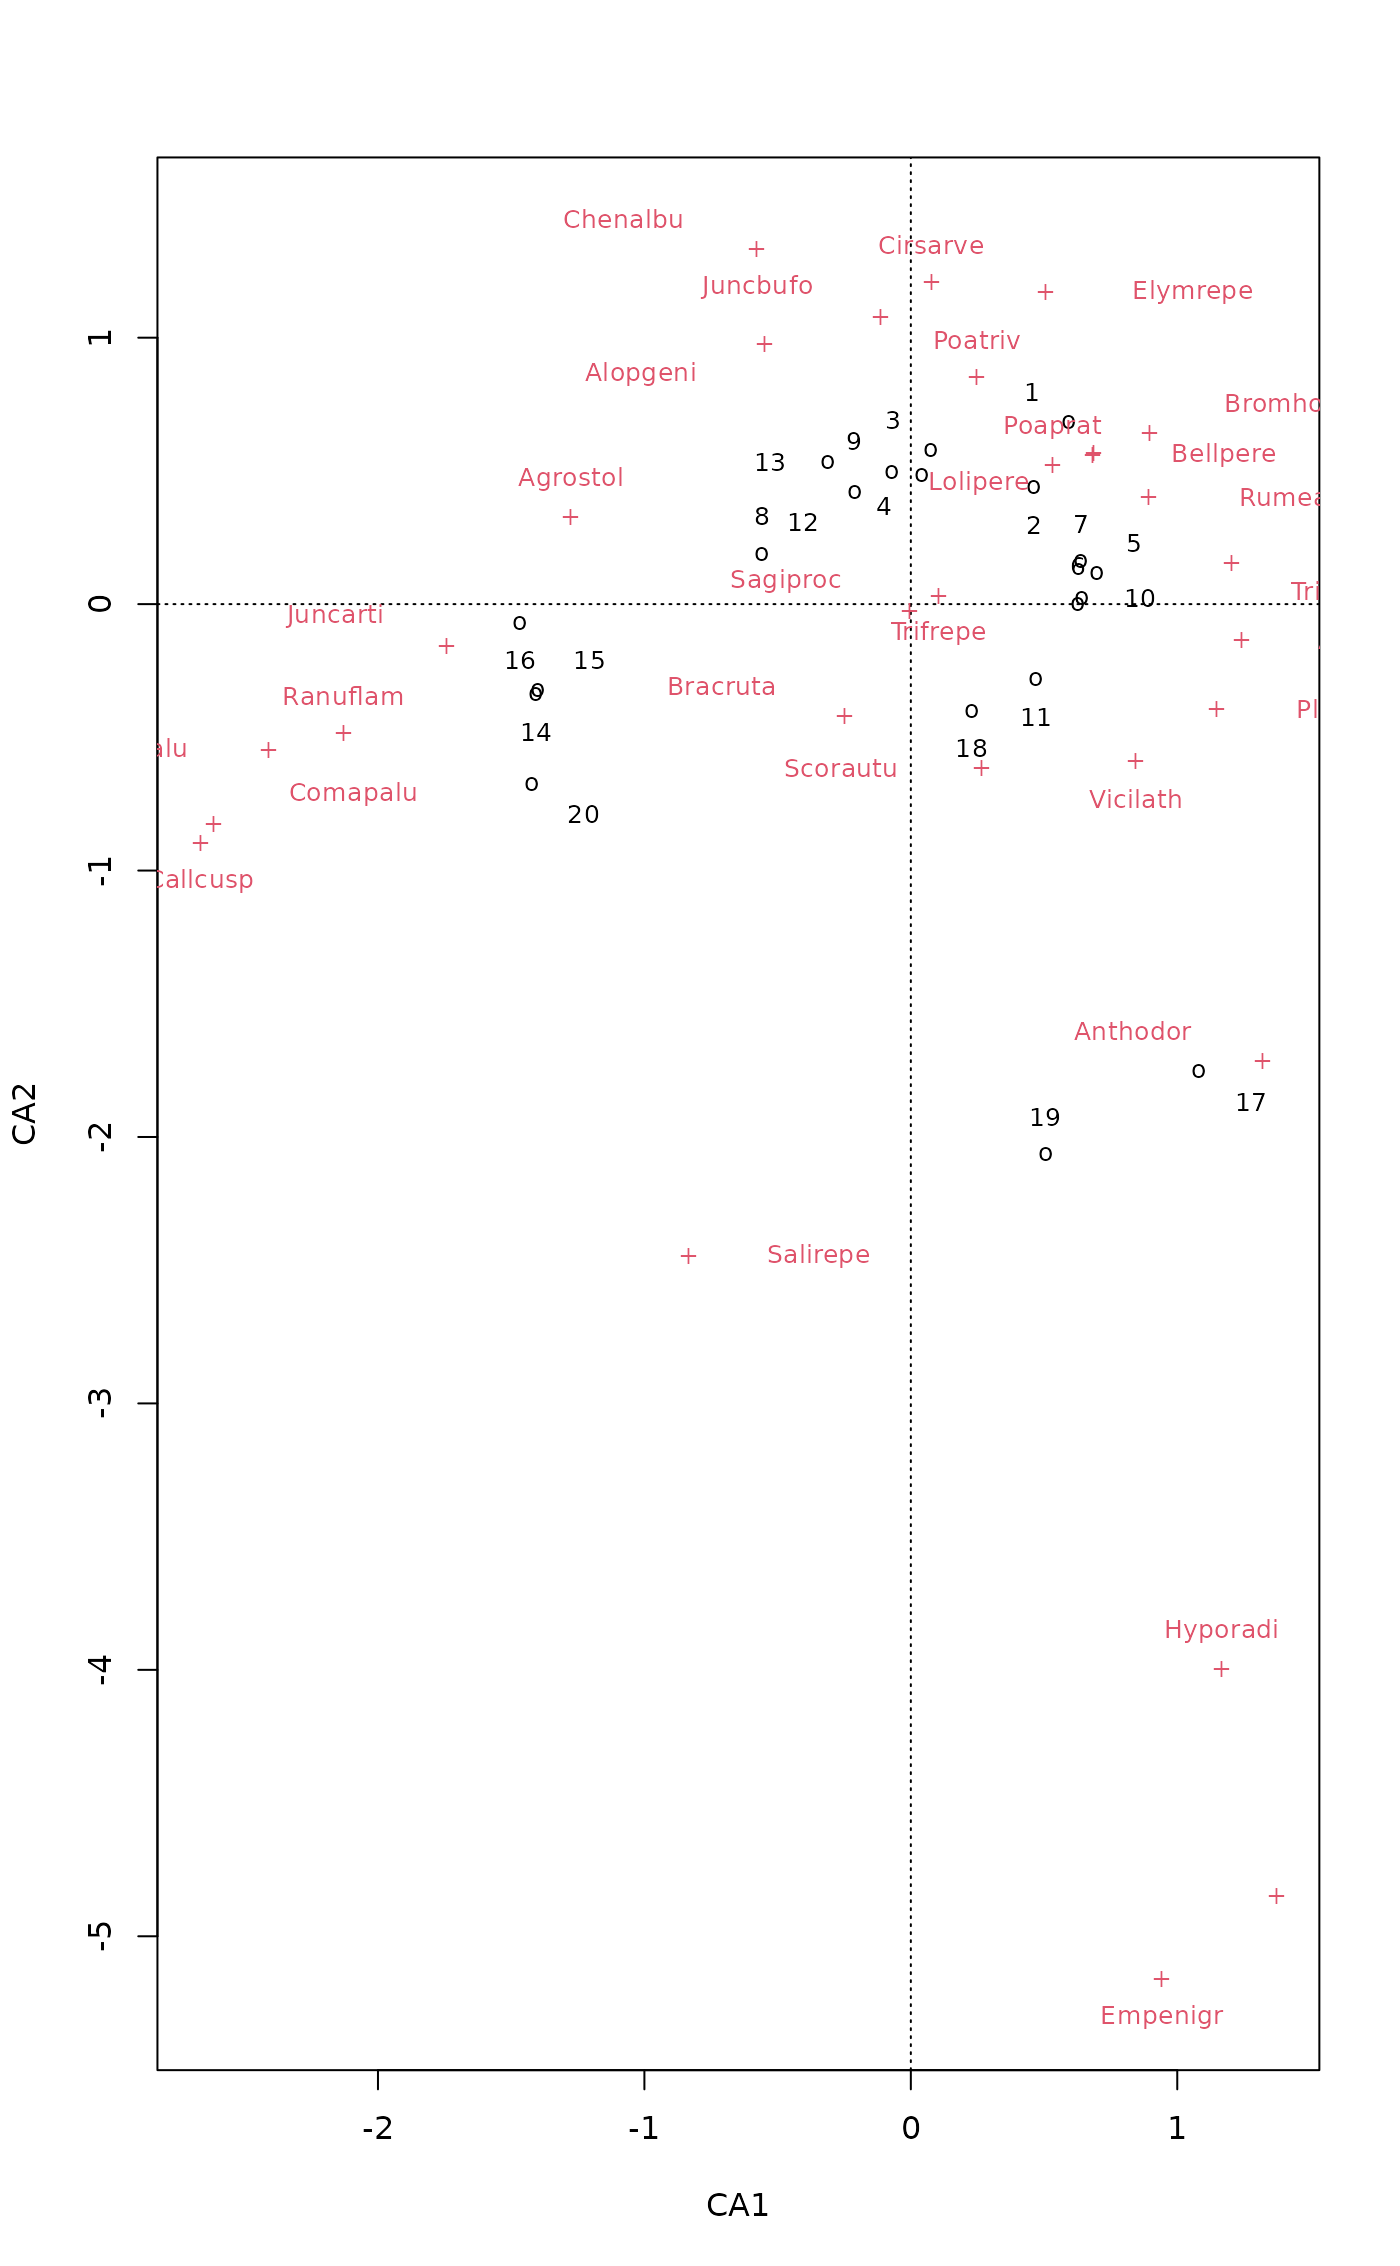 Chenalbu
Cirsarve
Juncbufo
Elymrepe
Poatriv
Alopgeni
1
Bromho
3
Poaprat
9
Bellpere
13
Agrostol
Lolipere
Rumea
4
8
12
2
7
5
Sagiproc
10
Tri
Juncarti
Trifrepe
16
15
Bracruta
Ranuflam
Pl
11
14
alu
18
Scorautu
Comapalu
Vicilath
20
Callcusp
Anthodor
17
19
Salirepe
Hyporadi
Empenigr
1
0
-1
-2
-3
-4
-5
CA2
-2
-1
0
1
CA1